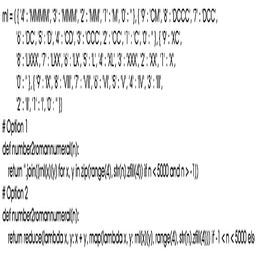 ml = ({ '4': 'MMMM', '3': 'MMM', '2': 'MM', '1': 'M', '0': '' }, { '9': 'CM', '8': 'DCCC', '7': 'DCC',
'6': 'DC', '5': 'D', '4': 'CD', '3': 'CCC', '2': 'CC', '1': 'C', '0': '' }, { '9': 'XC',
'8': 'LXXX', '7': 'LXX', '6': 'LX', '5': 'L', '4': 'XL', '3': 'XXX', '2': 'XX', '1': 'X',
'0': '' }, { '9': 'IX', '8': 'VIII', '7': 'VII', '6': 'VI', '5': 'V', '4': 'IV', '3': 'III',
'2': 'II', '1': 'I', '0': '' })
# Option 1
def number2romannumeral(n):
return ''.join([ml[x][y] for x, y in zip(range(4), str(n).zfill(4)) if n < 5000 and n > -1])
# Option 2
def number2romannumeral(n):
return reduce(lambda x, y: x + y, map(lambda x, y: ml[x][y], range(4), str(n).zfill(4))) if -1 < n < 5000 els